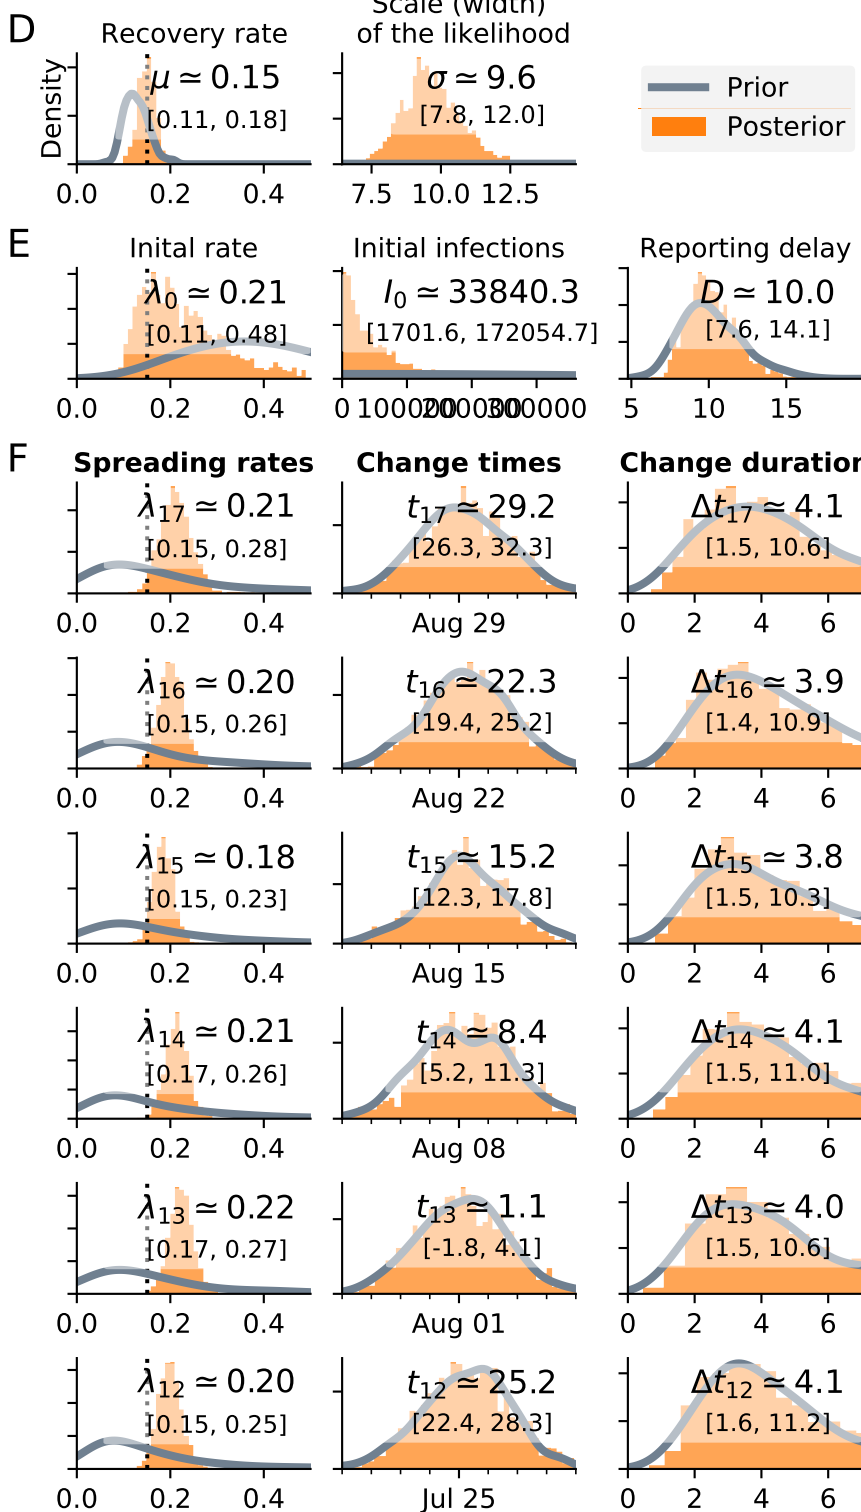 D
Recovery rate
Scale (width)
of the likelihood
Density
μ ≃ 0.15
[0.11, 0.18]
0.0 0.2 0.4
σ ≃ 9.6
[7.8, 12.0]
7.5 10.0 12.5
Prior
Posterior
E
Inital rate
λ0 ≃ 0.21
[0.11, 0.48]
0.0 0.2 0.4
Initial infections
I0 ≃ 33840.3
[1701.6, 172054.7]
0 100000 200000 300000
Reporting delay
D ≃ 10.0
[7.6, 14.1]
5 10 15
F
Spreading rates Change times Change duration
λ17 ≃ 0.21 t17 ≃ 29.2 Δt17 ≃ 4.1
[0.15, 0.28] [26.3, 32.3] [1.5, 10.6]
0.0 0.2 0.4 Aug 29 0 2 4 6
λ16 ≃ 0.20 t16 ≃ 22.3 Δt16 ≃ 3.9
[0.15, 0.26] [19.4, 25.2] [1.4, 10.9]
0.0 0.2 0.4 Aug 22 0 2 4 6
λ15 ≃ 0.18 t15 ≃ 15.2 Δt15 ≃ 3.8
[0.15, 0.23] [12.3, 17.8] [1.5, 10.3]
0.0 0.2 0.4 Aug 15 0 2 4 6
λ14 ≃ 0.21 t14 ≃ 8.4 Δt14 ≃ 4.1
[0.17, 0.26] [5.2, 11.3] [1.5, 11.0]
0.0 0.2 0.4 Aug 08 0 2 4 6
λ13 ≃ 0.22 t13 ≃ 1.1 Δt13 ≃ 4.0
[0.17, 0.27] [-1.8, 4.1] [1.5, 10.6]
0.0 0.2 0.4 Aug 01 0 2 4 6
λ12 ≃ 0.20 t12 ≃ 25.2 Δt12 ≃ 4.1
[0.15, 0.25] [22.4, 28.3] [1.6, 11.2]
0.0 0.2 0.4 Jul 25 0 2 4 6